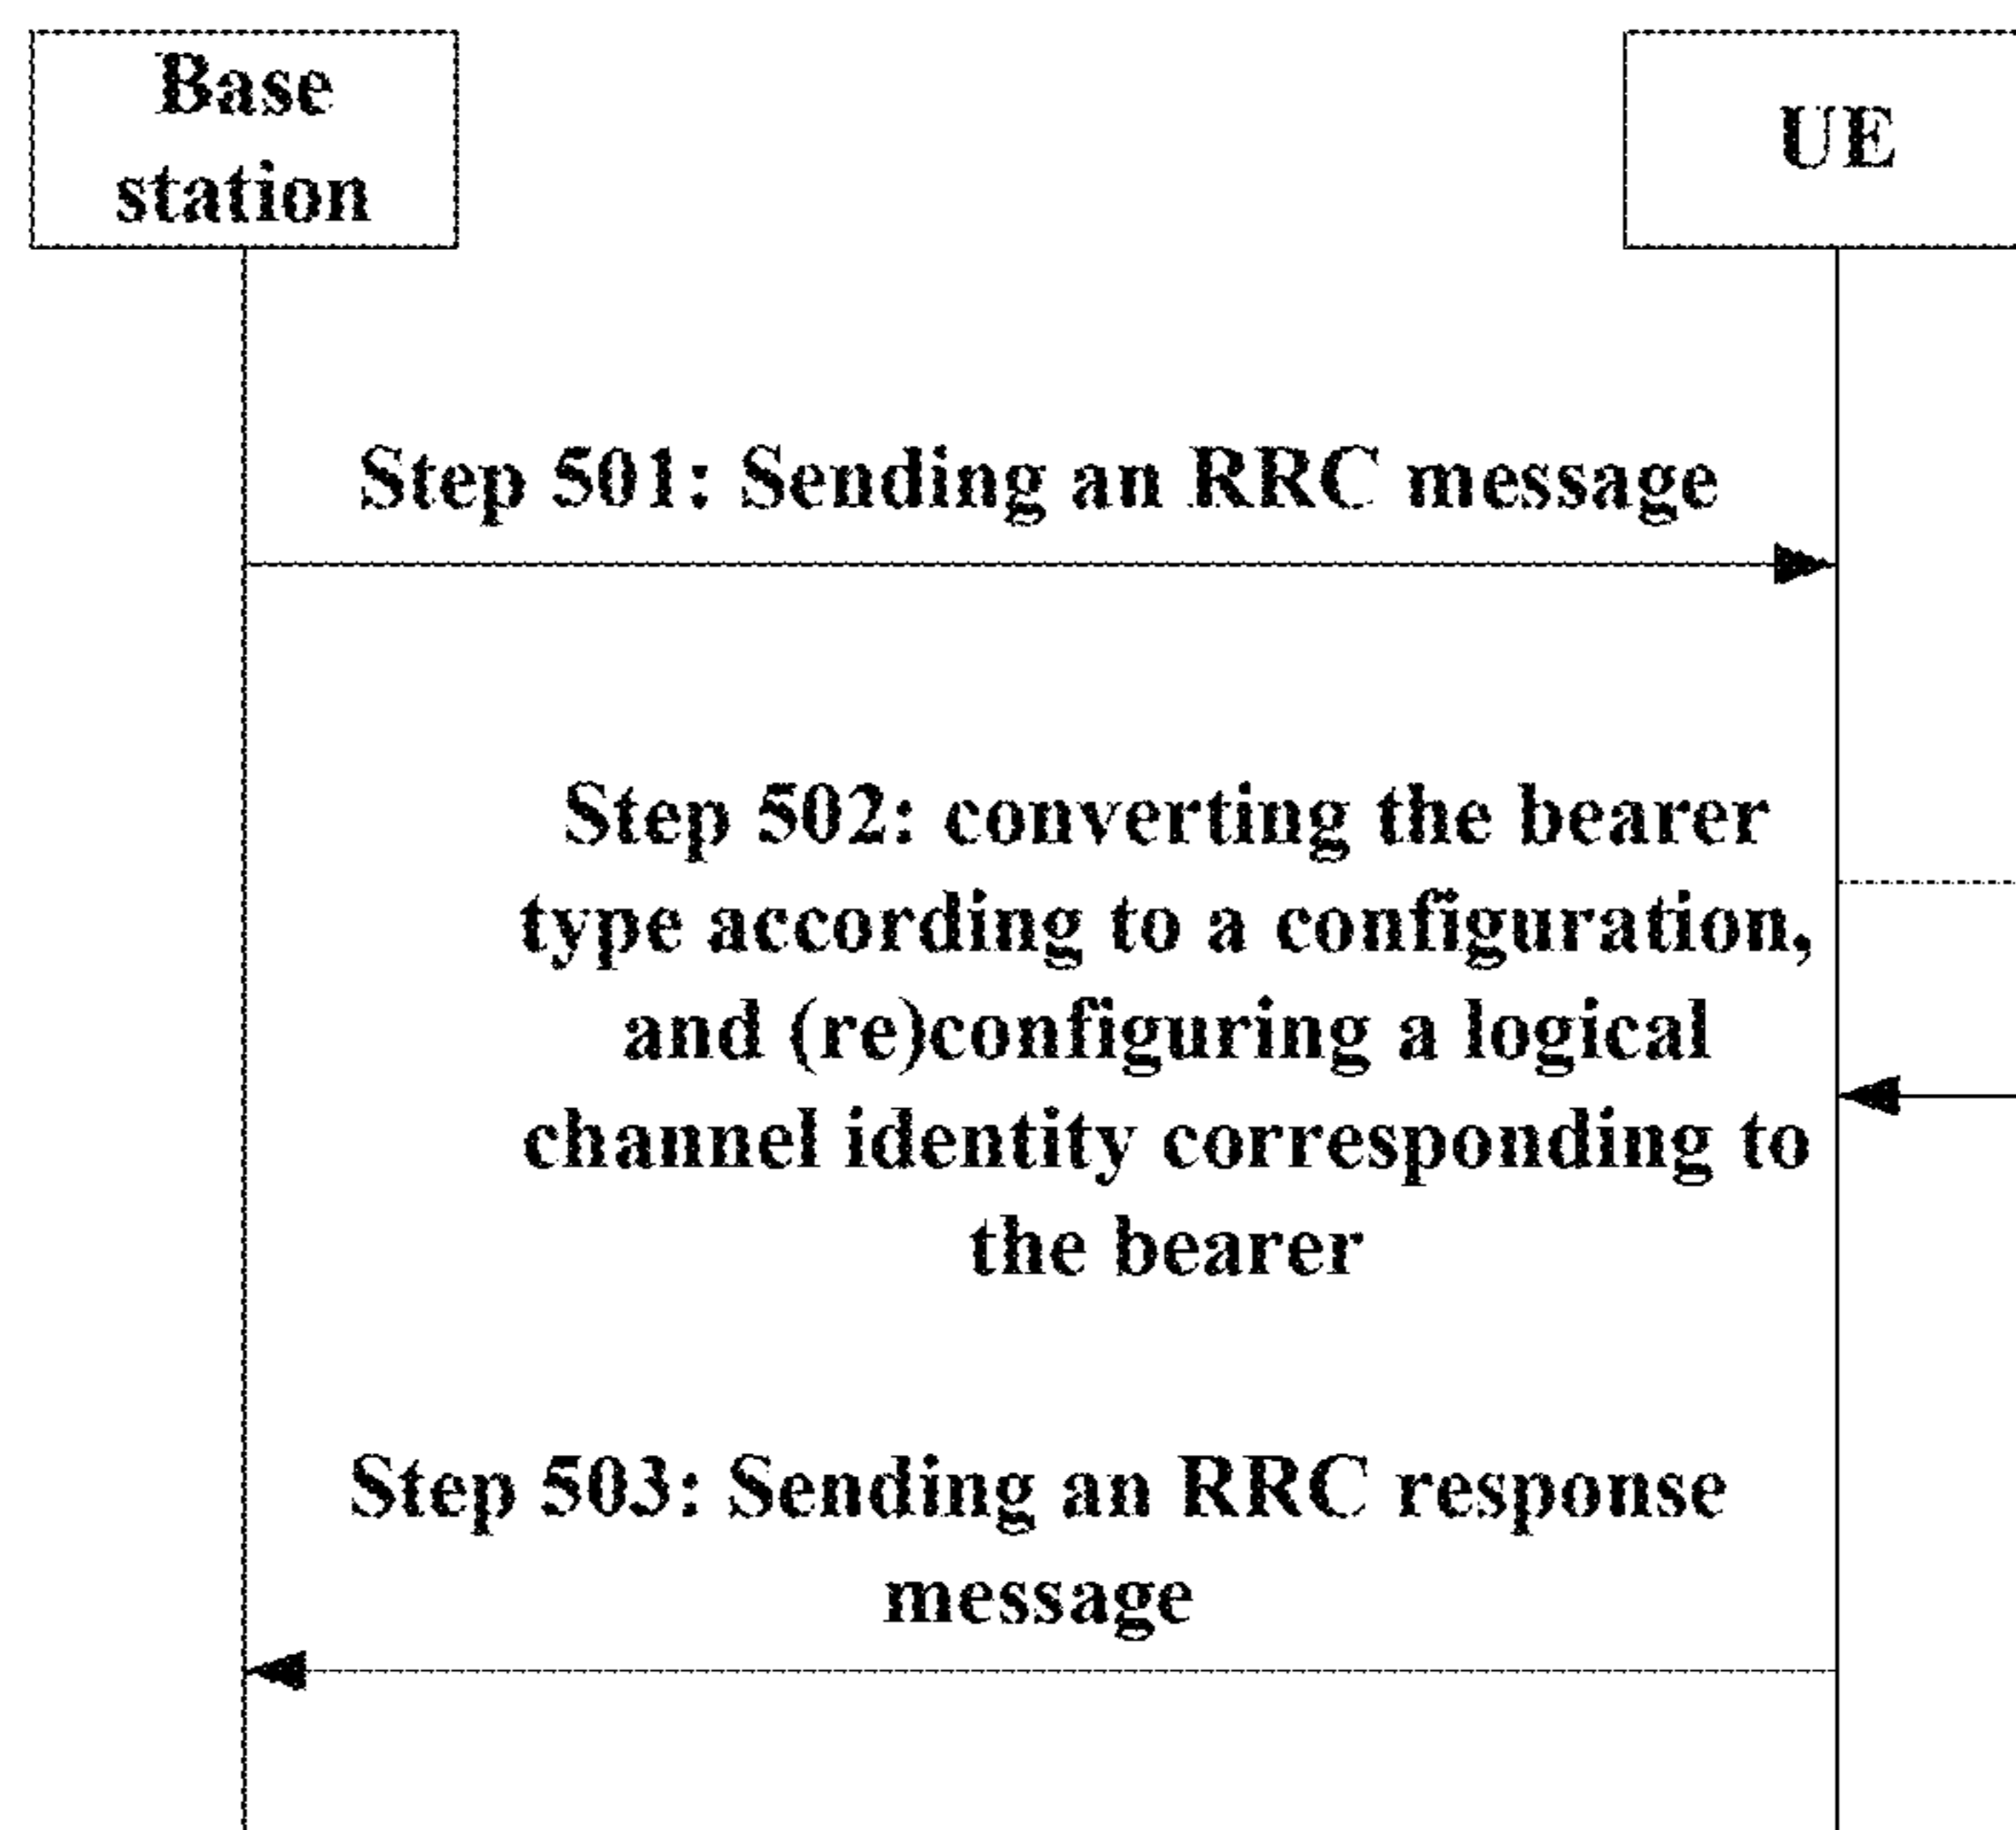 Base
station
UE
Step 501: Sending an RRC message
Step 502: converting the bearer
type according to a configuration,
and (re)configuring a logical
channel identity corresponding to
the bearer
Step 503: Sending an RRC response
message